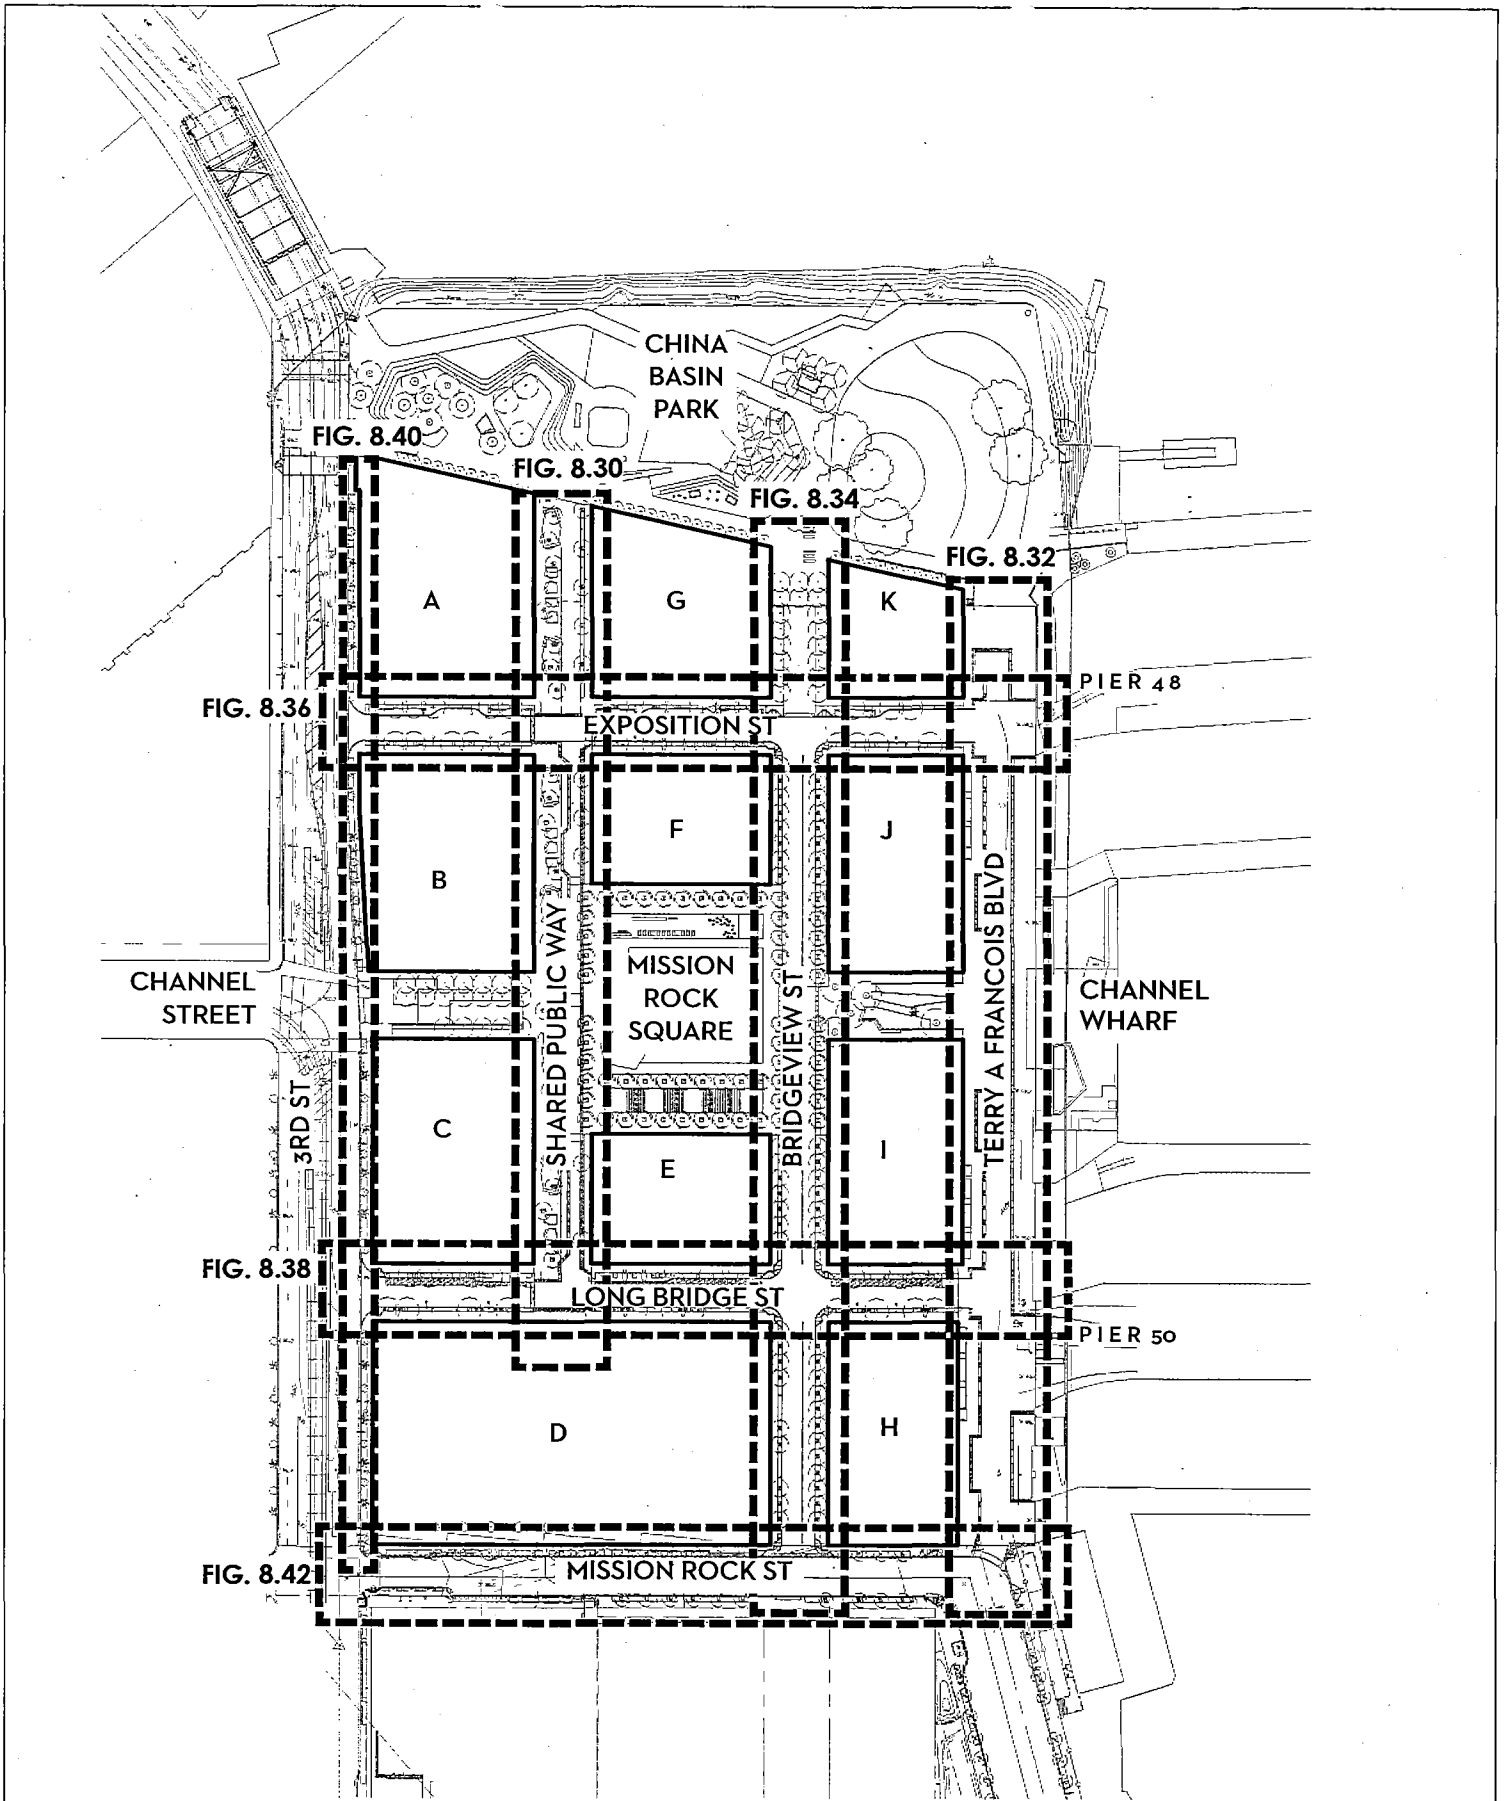 CHINA
BASIN
PARK
FIG. 8.40
FIG. 8.30
FIG. 8.34
FIG. 8.32
A
G
K
PIER 48
FIG. 8.36
EXPOSITION ST
F
J
B
SHARED PUBLIC WAY
MISSION
ROCK
SQUARE
BRIDGEVIEW ST
TERRY A FRANCOIS BLVD
CHANNEL
STREET
CHANNEL
WHARF
3RD ST
C
E
I
FIG. 8.38
LONG BRIDGE ST
PIER 50
D
H
FIG. 8.42
MISSION ROCK ST